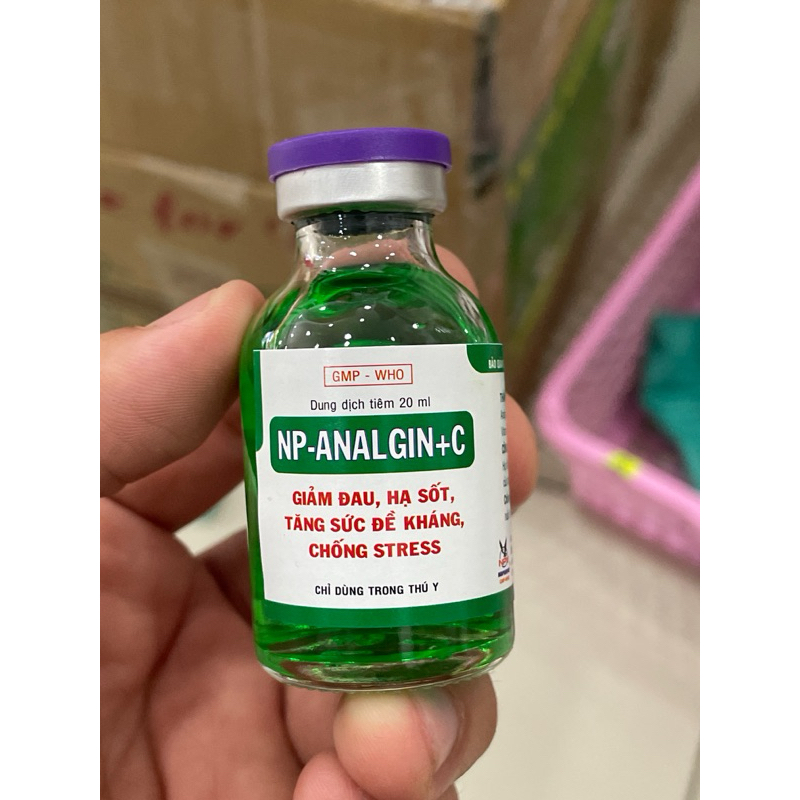 GMP - WHO
Dung dịch tiêm 20 ml
NP-ANALGIN+C
GIẢM ĐAU, HẠ SỐT,
TĂNG SỨC ĐỀ KHÁNG,
CHỐNG STRESS
CHỈ DÙNG TRONG THÚ Y
BẢO